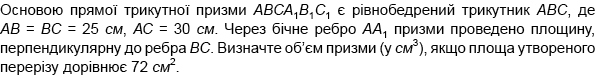 Основою прямої трикутної призми ABCA₁B₁C₁ є рівнобедрений трикутник ABC, де
AB = BC = 25 см, AC = 30 см. Через бічне ребро AA₁ призми проведено площину,
перпендикулярну до ребра BC. Визначте об’єм призми (у см³), якщо площа утвореного
перерізу дорівнює 72 см².